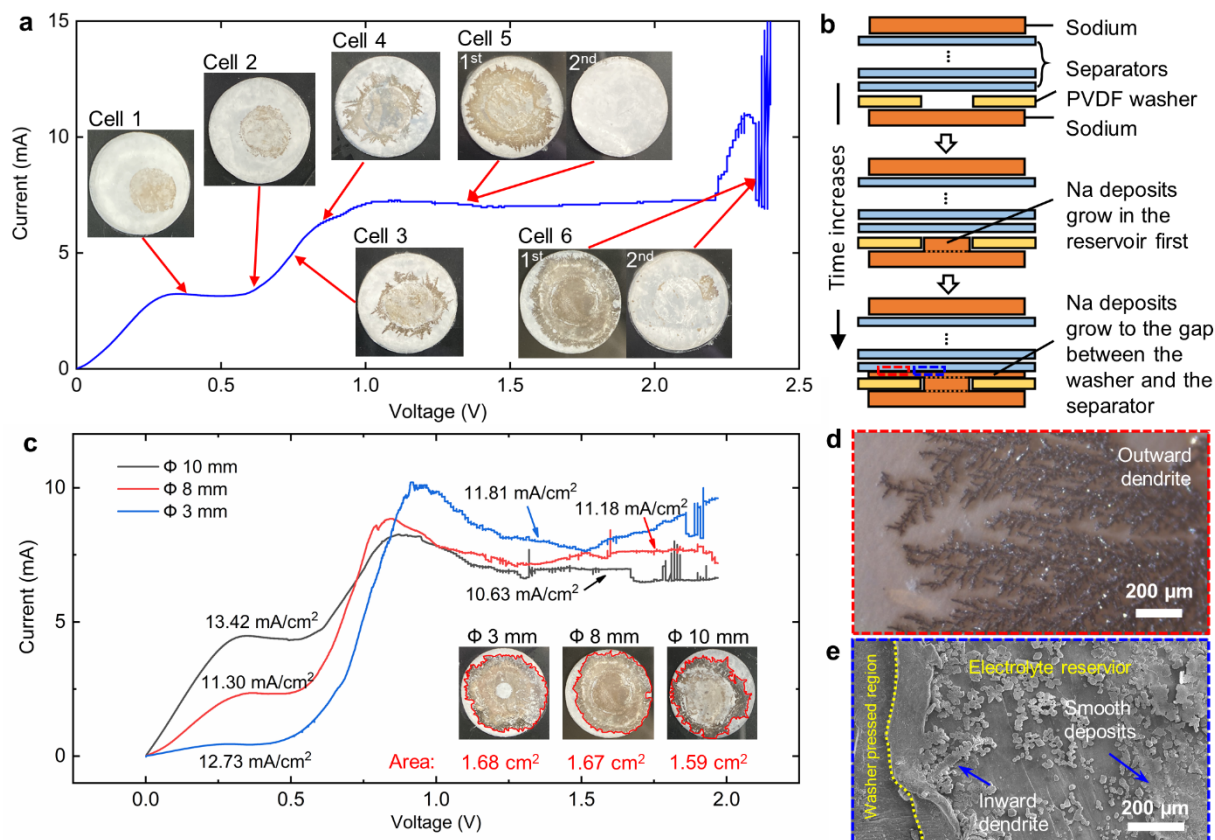 a
15
10
5
0
Current (mA)
Cell 1
Cell 2
Cell 4
Cell 5
1st
2nd
Cell 3
Cell 6
1st
2nd
0
0.5
1.0
1.5
2.0
2.5
Voltage (V)
b
Sodium
Separators
PVDF washer
Sodium
Time increases
Na deposits
grow in the
reservoir first
Na deposits
grow to the gap
between the
washer and the
separator
c
Φ 10 mm
Φ 8 mm
Φ 3 mm
10
5
0
Current (mA)
13.42 mA/cm²
11.30 mA/cm²
12.73 mA/cm²
11.81 mA/cm²
11.18 mA/cm²
10.63 mA/cm²
Φ 3 mm
Φ 8 mm
Φ 10 mm
Area:
1.68 cm²
1.67 cm²
1.59 cm²
0.0
0.5
1.0
1.5
2.0
Voltage (V)
d
Outward
dendrite
200 µm
e
Washer pressed region
Electrolyte reservior
Smooth
deposits
Inward
dendrite
200 µm